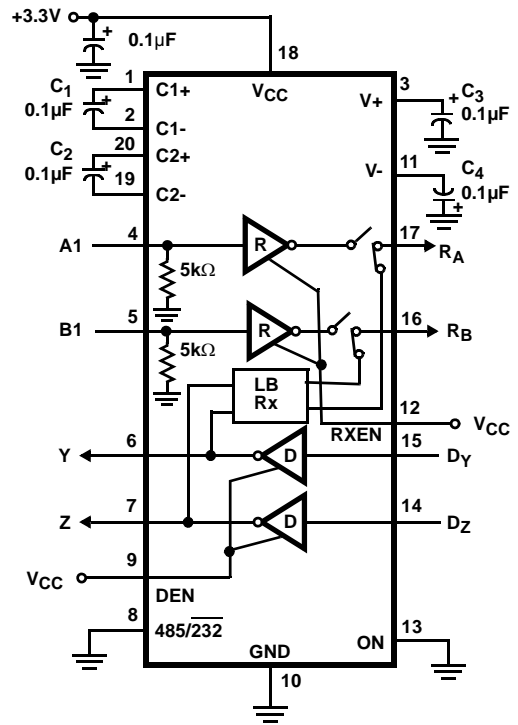 +3.3V
0.1µF
18
1
C1+
VCC
3
V+
C1
0.1µF
C3
0.1µF
2
C1-
20
C2+
C2
0.1µF
11
V-
C4
0.1µF
19
C2-
4
A1
R
17
RA
5kΩ
5
B1
R
16
RB
5kΩ
LB
Rx
12
RXEN
VCC
6
Y
D
15
DY
7
Z
D
14
DZ
9
VCC
DEN
8
485/232
13
ON
GND
10